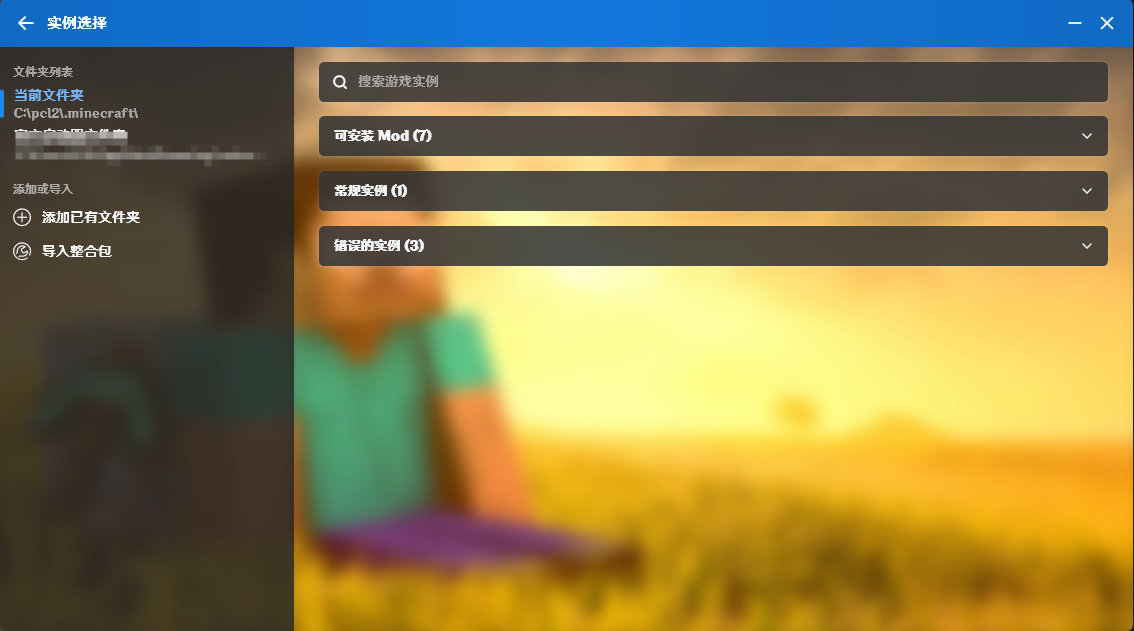 实例选择
文件夹列表
当前文件夹
C:\pcl2\.minecraft\
添加或导入
添加已有文件夹
导入整合包
搜索游戏实例
可安装 Mod (7)
常规实例 (1)
错误的实例 (3)